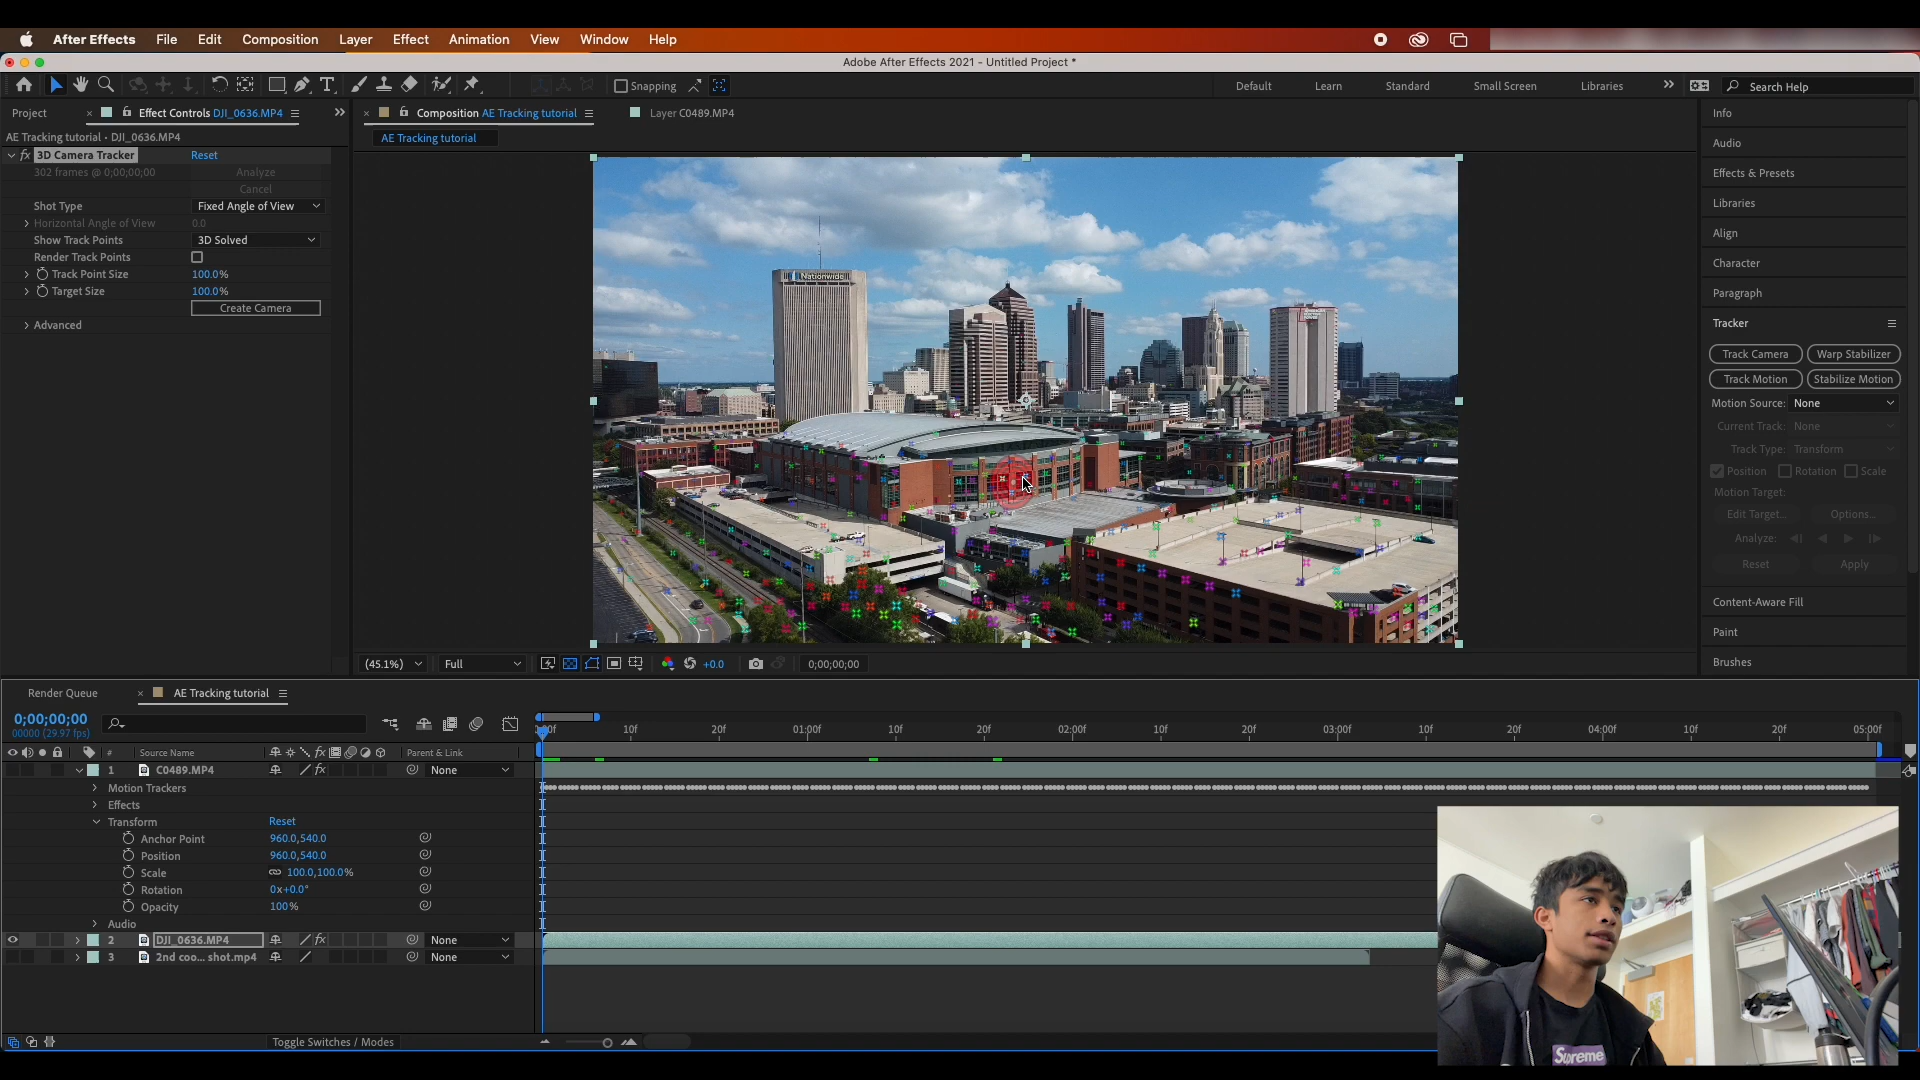 After Effects File Edit Composition Layer Effect Animation View Window Help
Adobe After Effects 2021 - Untitled Project *
Snapping
Default Learn Standard Small Screen Libraries
Search Help
Project
Effect Controls DJI_0636.MP4
Composition AE Tracking tutorial
Layer C0489.MP4
AE Tracking tutorial • DJI_0636.MP4
AE Tracking tutorial
fx 3D Camera Tracker Reset
302 frames @ 0;00;00;00 Analyze
Cancel
Shot Type Fixed Angle of View
Horizontal Angle of View 0.0
Show Track Points 3D Solved
Render Track Points
Track Point Size 100.0%
Target Size 100.0%
Create Camera
Advanced
Nationwide
Info
Audio
Effects & Presets
Libraries
Align
Character
Paragraph
Tracker
Track Camera Warp Stabilizer
Track Motion Stabilize Motion
Motion Source: None
Current Track: None
Track Type: Transform
Position Rotation Scale
Motion Target:
Edit Target... Options...
Analyze:
Reset Apply
Content-Aware Fill
Paint
Brushes
(45.1%) Full +0.0 0;00;00;00
Render Queue AE Tracking tutorial
0;00;00;00
00000 (29.97 fps)
:00f 10f 20f 01:00f 10f 20f 02:00f 10f 20f 03:00f 10f 20f 04:00f 10f 20f 05:00f
# Source Name fx Parent & Link
1 C0489.MP4 fx None
Motion Trackers
Effects
Transform Reset
Anchor Point 960.0,540.0
Position 960.0,540.0
Scale 100.0,100.0%
Rotation 0x+0.0°
Opacity 100%
Audio
2 DJI_0636.MP4 fx None
3 2nd coo... shot.mp4 None
Toggle Switches / Modes
Supreme